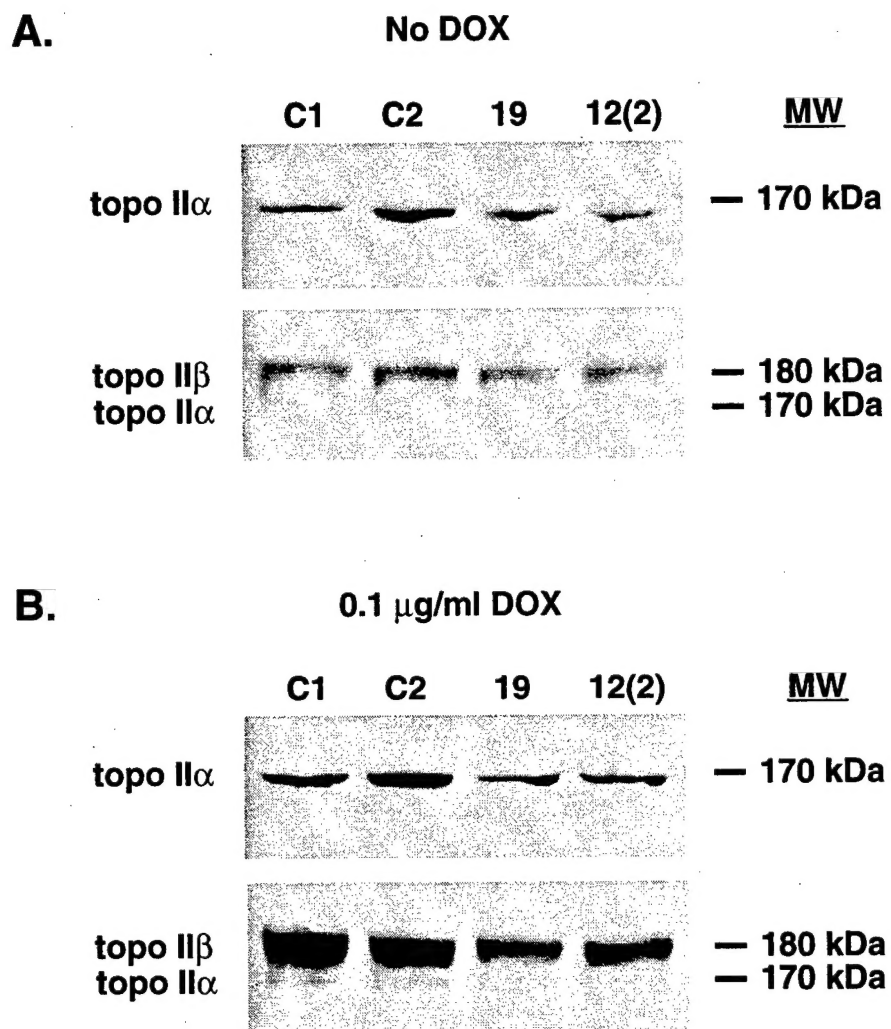 A.
No DOX
C1 C2 19 12(2) MW
topo IIα — 170 kDa
topo IIβ — 180 kDa
topo IIα — 170 kDa
B.
0.1 μg/ml DOX
C1 C2 19 12(2) MW
topo IIα — 170 kDa
topo IIβ — 180 kDa
topo IIα — 170 kDa